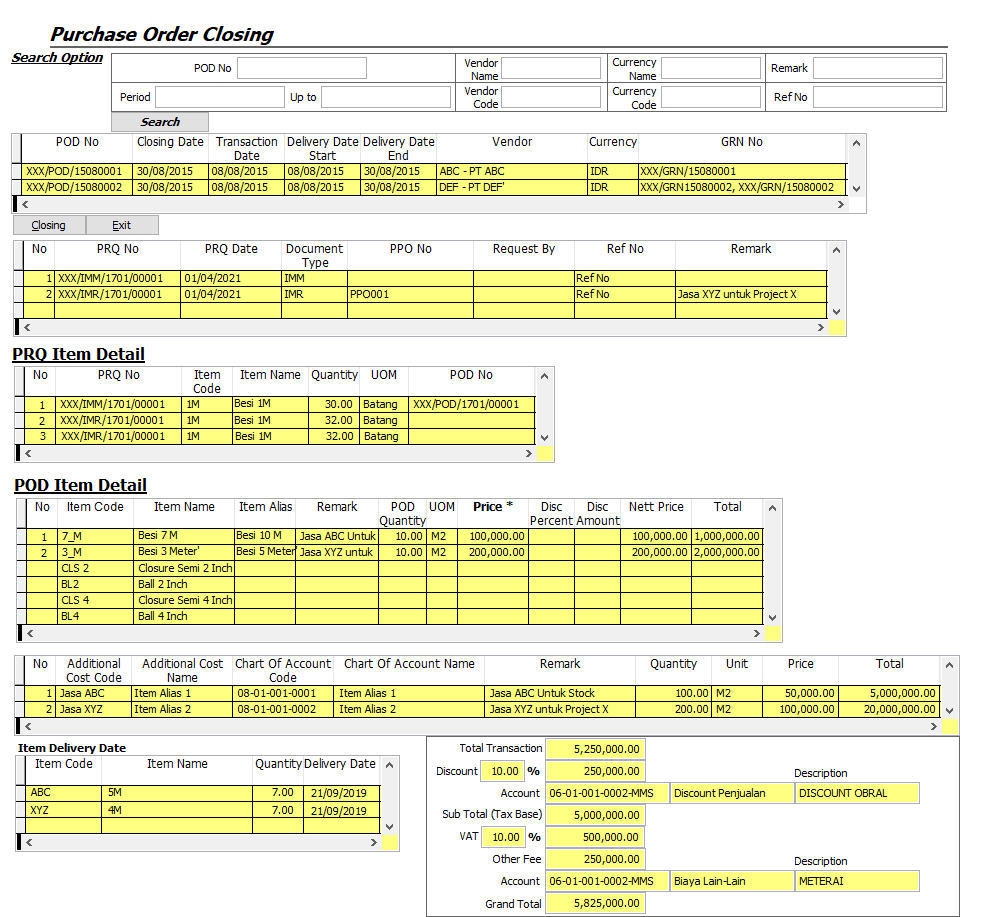 Purchase Order Closing
Search Option
POD No Vendor Name Currency Name Remark
Period Up to Vendor Code Currency Code Ref No
Search
POD No Closing Date Transaction Date Delivery Date Start Delivery Date End Vendor Currency GRN No
XXX/POD/15080001 30/08/2015 08/08/2015 08/08/2015 30/08/2015 ABC - PT ABC IDR XXX/GRN/15080001
XXX/POD/15080002 30/08/2015 08/08/2015 08/08/2015 30/08/2015 DEF - PT DEF' IDR XXX/GRN15080002, XXX/GRN/15080002
Closing Exit
No PRQ No PRQ Date Document Type PPO No Request By Ref No Remark
1 XXX/IMM/1701/00001 01/04/2021 IMM Ref No
2 XXX/IMR/1701/00001 01/04/2021 IMR PPO001 Ref No Jasa XYZ untuk Project X
PRQ Item Detail
No PRQ No Item Code Item Name Quantity UOM POD No
1 XXX/IMM/1701/00001 1M Besi 1M 30.00 Batang XXX/POD/1701/00001
2 XXX/IMR/1701/00001 1M Besi 1M 32.00 Batang
3 XXX/IMR/1701/00001 1M Besi 1M 32.00 Batang
POD Item Detail
No Item Code Item Name Item Alias Remark POD Quantity UOM Price * Disc Percent Disc Amount Nett Price Total
1 7_M Besi 7 M Besi 10 M Jasa ABC Untuk 10.00 M2 100,000.00 100,000.00 1,000,000.00
2 3_M Besi 3 Meter' Besi 5 Meter' Jasa XYZ untuk 10.00 M2 200,000.00 200,000.00 2,000,000.00
CLS 2 Closure Semi 2 Inch
BL2 Ball 2 Inch
CLS 4 Closure Semi 4 Inch
BL4 Ball 4 Inch
No Additional Cost Code Additional Cost Name Chart Of Account Code Chart Of Account Name Remark Quantity Unit Price Total
1 Jasa ABC Item Alias 1 08-01-001-0001 Item Alias 1 Jasa ABC Untuk Stock 100.00 M2 50,000.00 5,000,000.00
2 Jasa XYZ Item Alias 2 08-01-001-0002 Item Alias 2 Jasa XYZ untuk Project X 200.00 M2 100,000.00 20,000,000.00
Item Delivery Date
Item Code Item Name Quantity Delivery Date
ABC 5M 7.00 21/09/2019
XYZ 4M 7.00 21/09/2019
Total Transaction 5,250,000.00
Discount 10.00 % 250,000.00 Description
Account 06-01-001-0002-MMS Discount Penjualan DISCOUNT OBRAL
Sub Total (Tax Base) 5,000,000.00
VAT 10.00 % 500,000.00
Other Fee 250,000.00 Description
Account 06-01-001-0002-MMS Biaya Lain-Lain METERAI
Grand Total 5,825,000.00